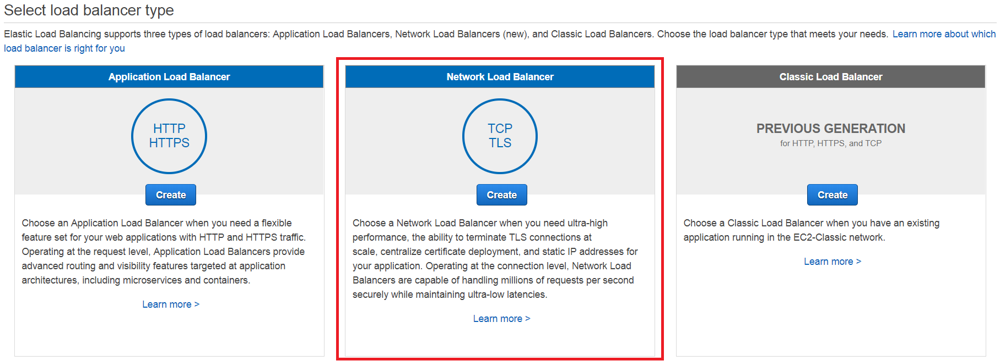 Select load balancer type
Elastic Load Balancing supports three types of load balancers: Application Load Balancers, Network Load Balancers (new), and Classic Load Balancers. Choose the load balancer type that meets your needs. Learn more about which
load balancer is right for you
Application Load Balancer
HTTP
HTTPS
Create
Choose an Application Load Balancer when you need a flexible
feature set for your web applications with HTTP and HTTPS traffic.
Operating at the request level, Application Load Balancers provide
advanced routing and visibility features targeted at application
architectures, including microservices and containers.
Learn more >
Network Load Balancer
TCP
TLS
Create
Choose a Network Load Balancer when you need ultra-high
performance, the ability to terminate TLS connections at
scale, centralize certificate deployment, and static IP addresses for
your application. Operating at the connection level, Network Load
Balancers are capable of handling millions of requests per second
securely while maintaining ultra-low latencies.
Learn more >
Classic Load Balancer
PREVIOUS GENERATION
for HTTP, HTTPS, and TCP
Create
Choose a Classic Load Balancer when you have an existing
application running in the EC2-Classic network.
Learn more >